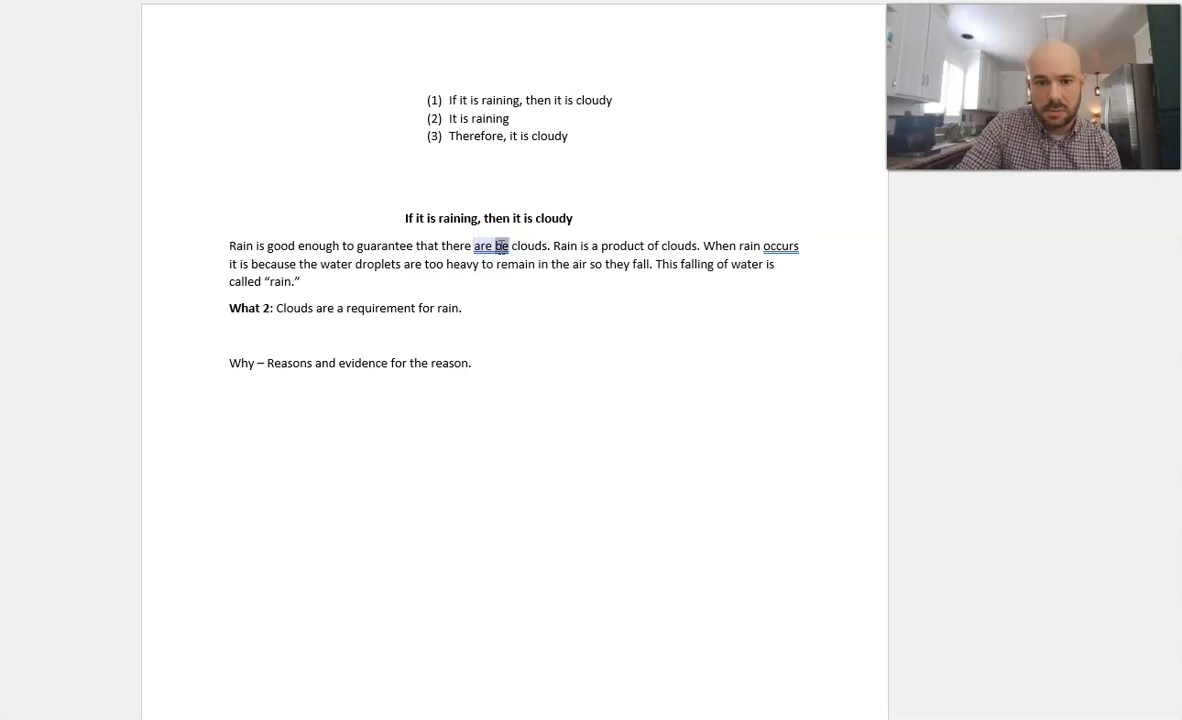 (1) If it is raining, then it is cloudy
(2) It is raining
(3) Therefore, it is cloudy
If it is raining, then it is cloudy
Rain is good enough to guarantee that there are be clouds. Rain is a product of clouds. When rain occurs
it is because the water droplets are too heavy to remain in the air so they fall. This falling of water is
called “rain.”
What 2: Clouds are a requirement for rain.
Why – Reasons and evidence for the reason.